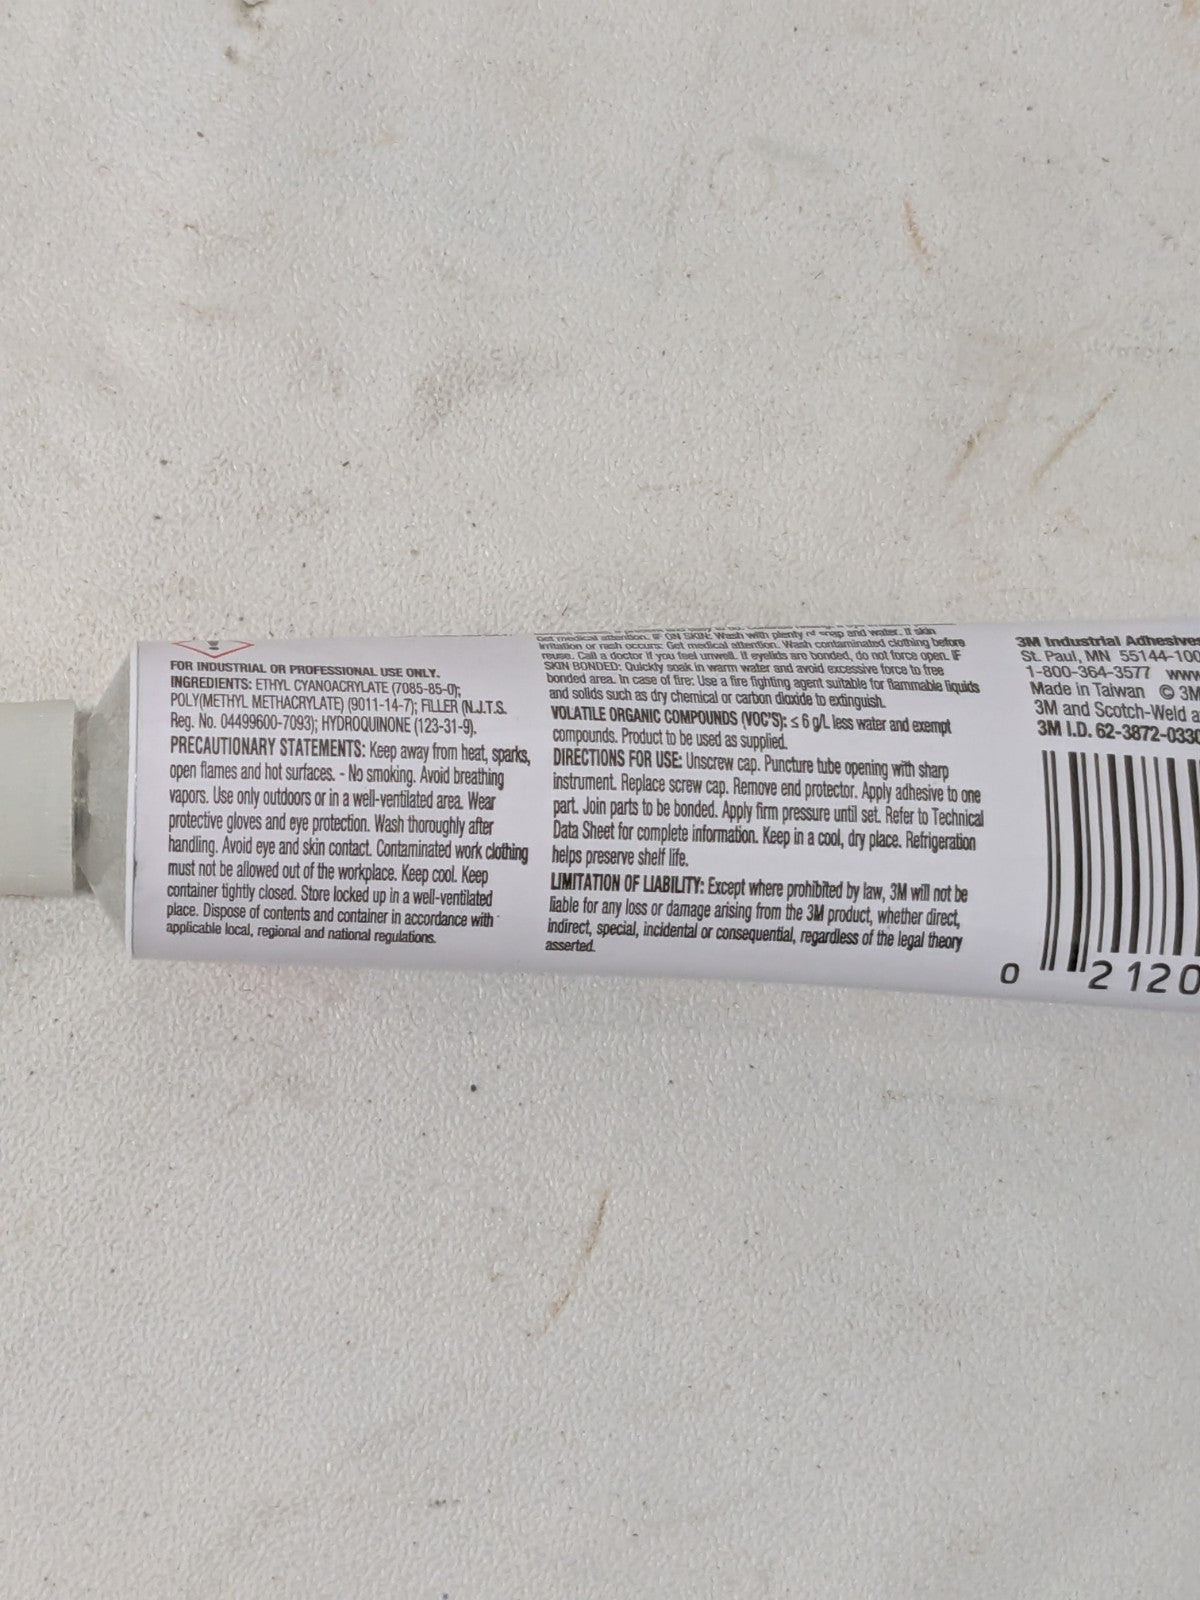 FOR INDUSTRIAL OR PROFESSIONAL USE ONLY.
INGREDIENTS: ETHYL CYANOACRYLATE (7085-85-0);
POLY(METHYL METHACRYLATE) (9011-14-7); FILLER (N.J.T.S.
Reg. No. 04499600-7093); HYDROQUINONE (123-31-9).
PRECAUTIONARY STATEMENTS: Keep away from heat, sparks,
open flames and hot surfaces. - No smoking. Avoid breathing
vapors. Use only outdoors or in a well-ventilated area. Wear
protective gloves and eye protection. Wash thoroughly after
handling. Avoid eye and skin contact. Contaminated work clothing
must not be allowed out of the workplace. Keep cool. Keep
container tightly closed. Store locked up in a well-ventilated
place. Dispose of contents and container in accordance with
applicable local, regional and national regulations.
Get medical attention. IF ON SKIN: Wash with plenty of soap and water. If skin
irritation or rash occurs: Get medical attention. Wash contaminated clothing before
reuse. Call a doctor if you feel unwell. If eyelids are bonded, do not force open. IF
SKIN BONDED: Quickly soak in warm water and avoid excessive force to free
bonded area. In case of fire: Use a fire fighting agent suitable for flammable liquids
and solids such as dry chemical or carbon dioxide to extinguish.
VOLATILE ORGANIC COMPOUNDS (VOC'S): ≤ 6 g/L less water and exempt
compounds. Product to be used as supplied.
DIRECTIONS FOR USE: Unscrew cap. Puncture tube opening with sharp
instrument. Replace screw cap. Remove end protector. Apply adhesive to one
part. Join parts to be bonded. Apply firm pressure until set. Refer to Technical
Data Sheet for complete information. Keep in a cool, dry place. Refrigeration
helps preserve shelf life.
LIMITATION OF LIABILITY: Except where prohibited by law, 3M will not be
liable for any loss or damage arising from the 3M product, whether direct,
indirect, special, incidental or consequential, regardless of the legal theory
asserted.
3M Industrial Adhesive
St. Paul, MN 55144-100
1-800-364-3577 www
Made in Taiwan © 3M
3M and Scotch-Weld a
3M I.D. 62-3872-0330
0 2120